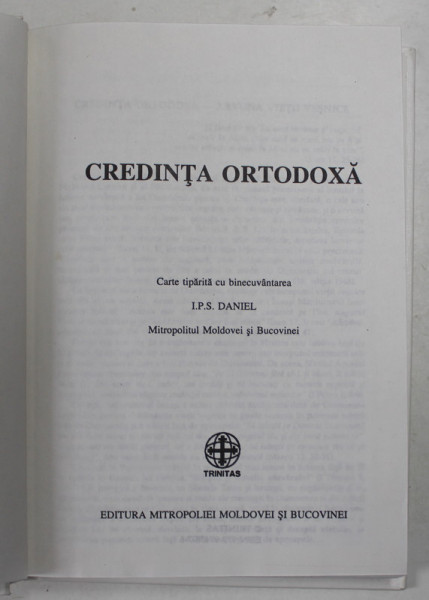 CREDINŢA ORTODOXĂ
Carte tipărită cu binecuvântarea
I.P.S. DANIEL
Mitropolitul Moldovei şi Bucovinei
TRINITAS
EDITURA MITROPOLIEI MOLDOVEI ŞI BUCOVINEI